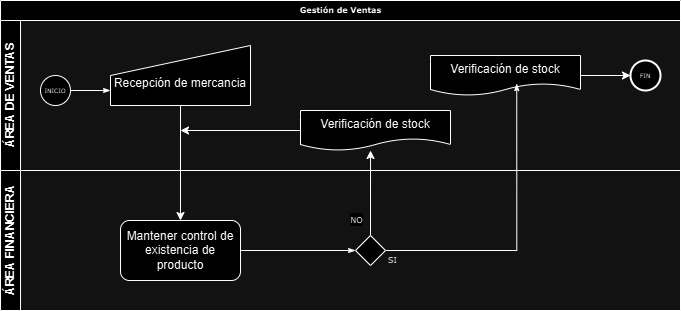 Gestión de Ventas
ÁREA DE VENTAS
INICIO
Recepción de mercancia
Verificación de stock
Verificación de stock
FIN
ÁREA FINANCIERA
Mantener control de
existencia de
producto
NO
SI